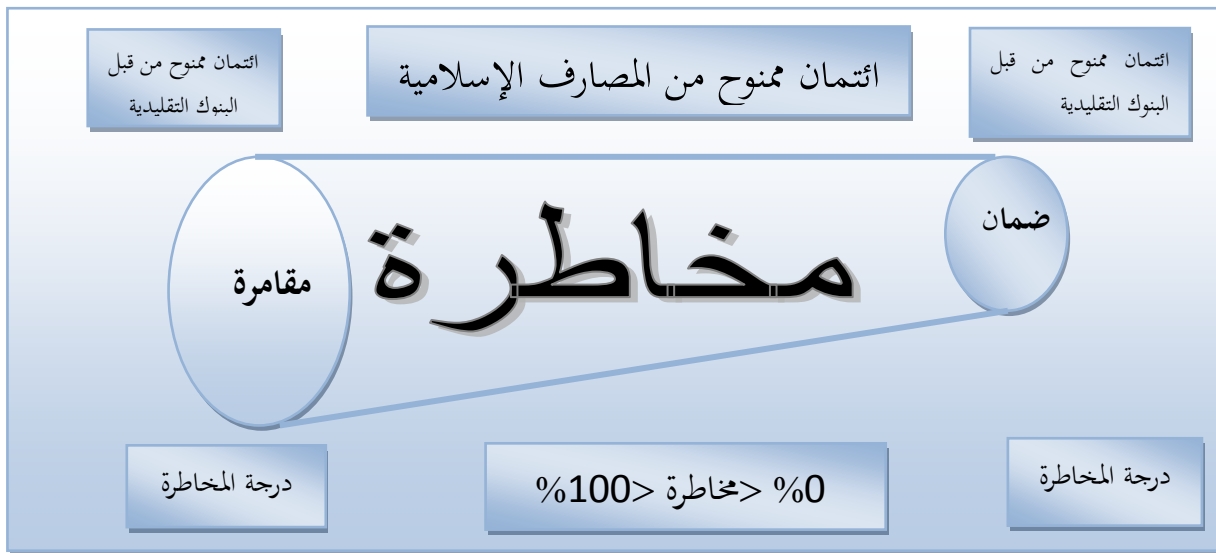 ائتمان ممنوح من قبل
البنوك التقليدية
ائتمان ممنوح من المصارف الإسلامية
ائتمان ممنوح من قبل
البنوك التقليدية
ضمان
مخاطرة
مقامرة
درجة المخاطرة
%0 <مخاطرة <100%
درجة المخاطرة